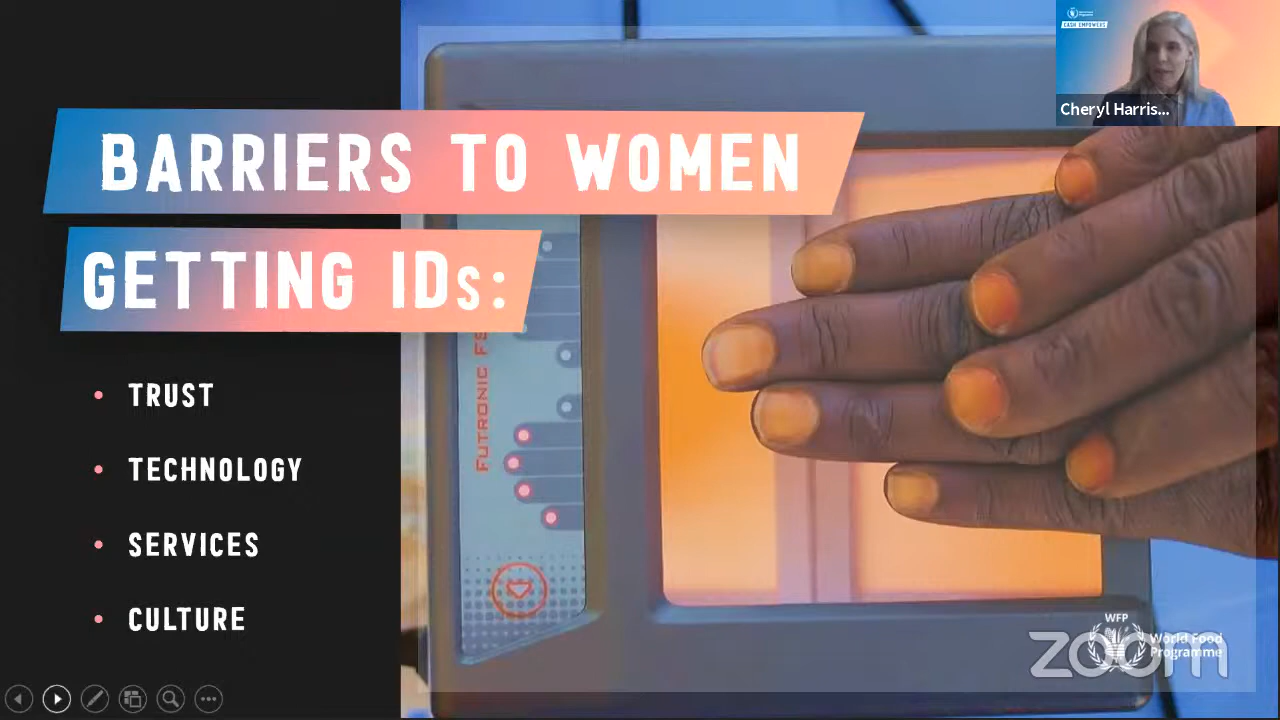 CASH EMPOWERS
Cheryl Harris...
BARRIERS TO WOMEN
GETTING IDs:
FUTRONIC FS
TRUST
TECHNOLOGY
SERVICES
CULTURE
WFP
World Food
Programme
zoom